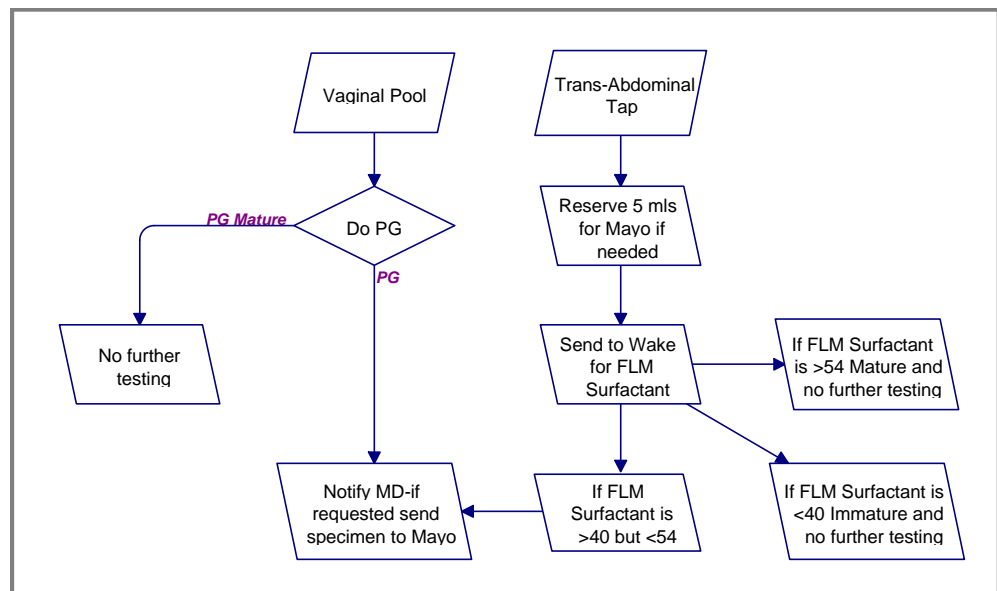 Vaginal Pool
Trans-Abdominal
Tap
Do PG
PG Mature
PG
Reserve 5 mls
for Mayo if
needed
No further
testing
Send to Wake
for FLM
Surfactant
If FLM Surfactant
is >54 Mature and
no further testing
Notify MD-if
requested send
specimen to Mayo
If FLM
Surfactant is
>40 but <54
If FLM Surfactant is
<40 Immature and
no further testing